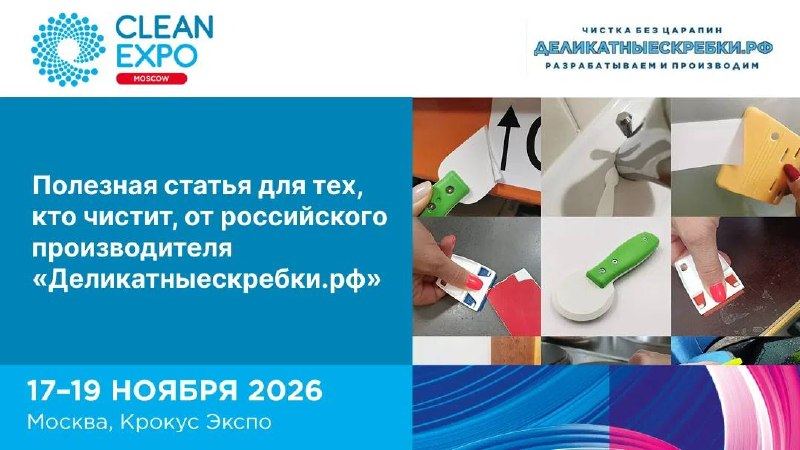 CLEAN
EXPO
MOSCOW
ЧИСТКА БЕЗ ЦАРАПИН
ДЕЛИКАТНЫЕСКРЕБКИ.РФ
РАЗРАБАТЫВАЕМ И ПРОИЗВОДИМ
Полезная статья для тех,
кто чистит, от российского
производителя
«Деликатныескребки.рф»
17–19 НОЯБРЯ 2026
Москва, Крокус Экспо